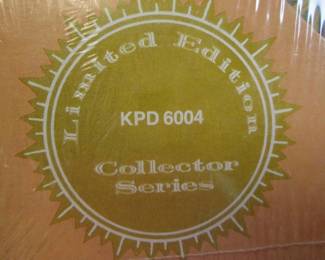 Limited Edition
KPD 6004
Collector
Series